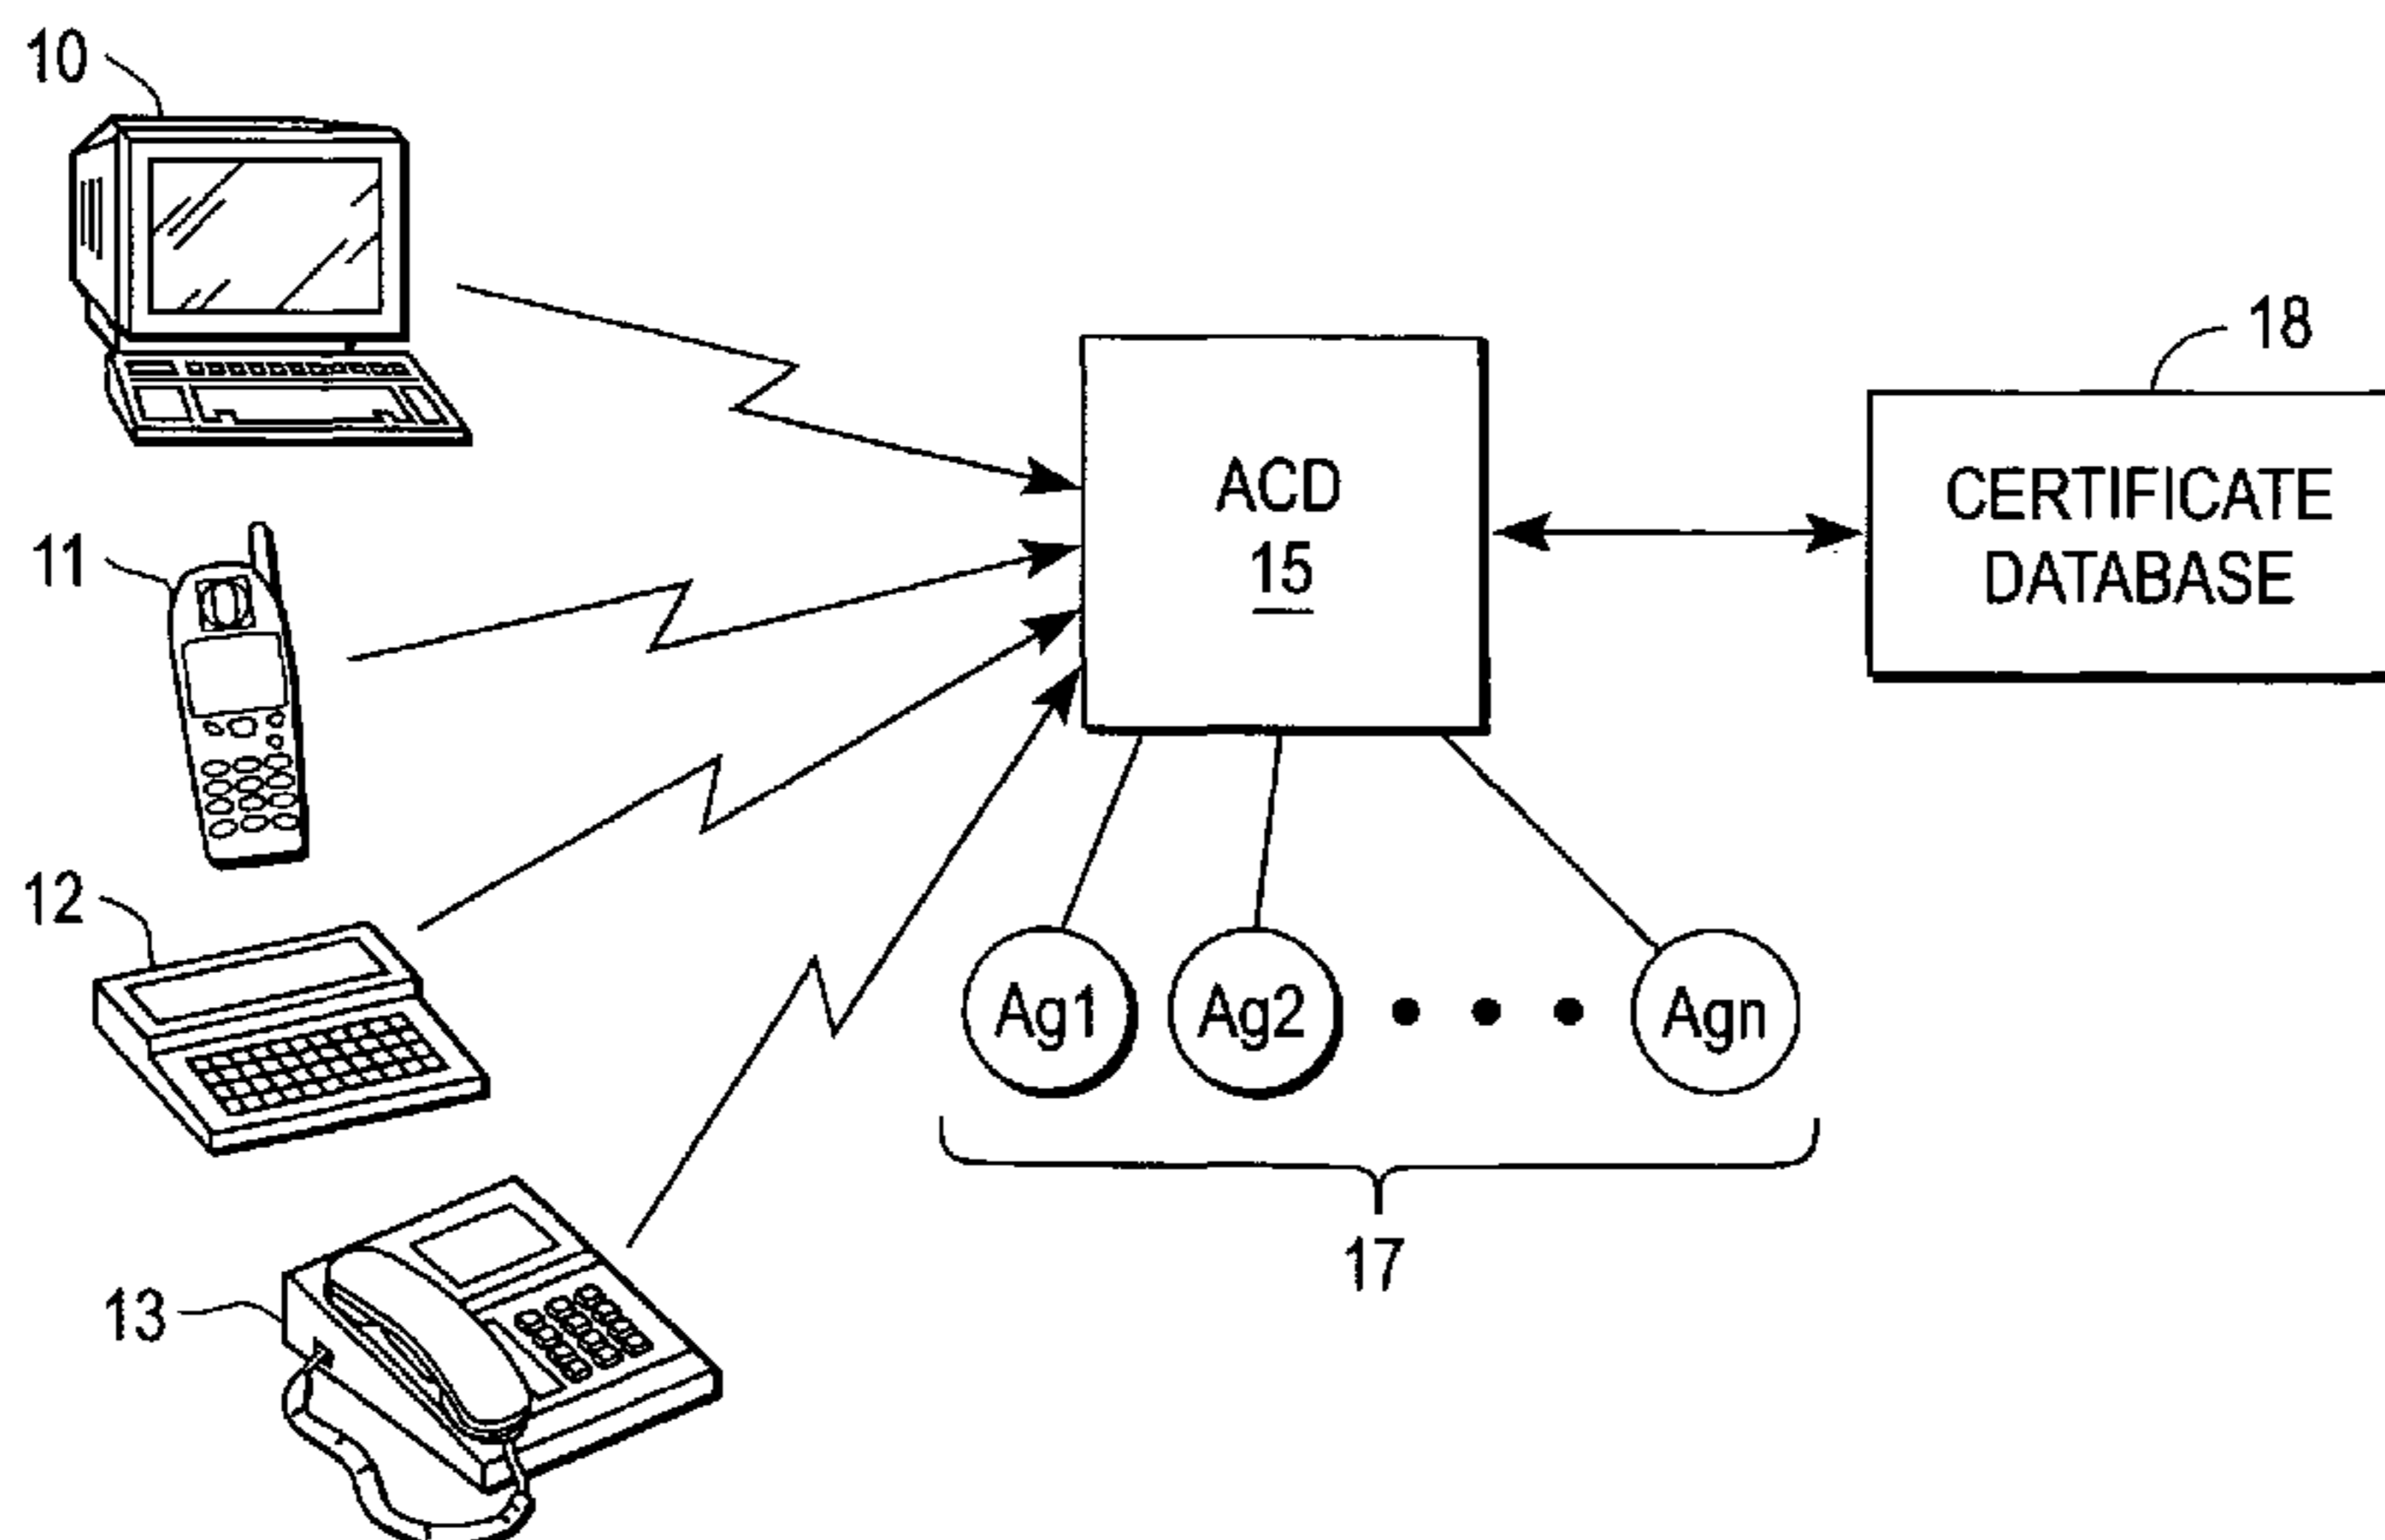 10
11
12
13
ACD
15
18
CERTIFICATE
DATABASE
Ag1
Ag2
Agn
17